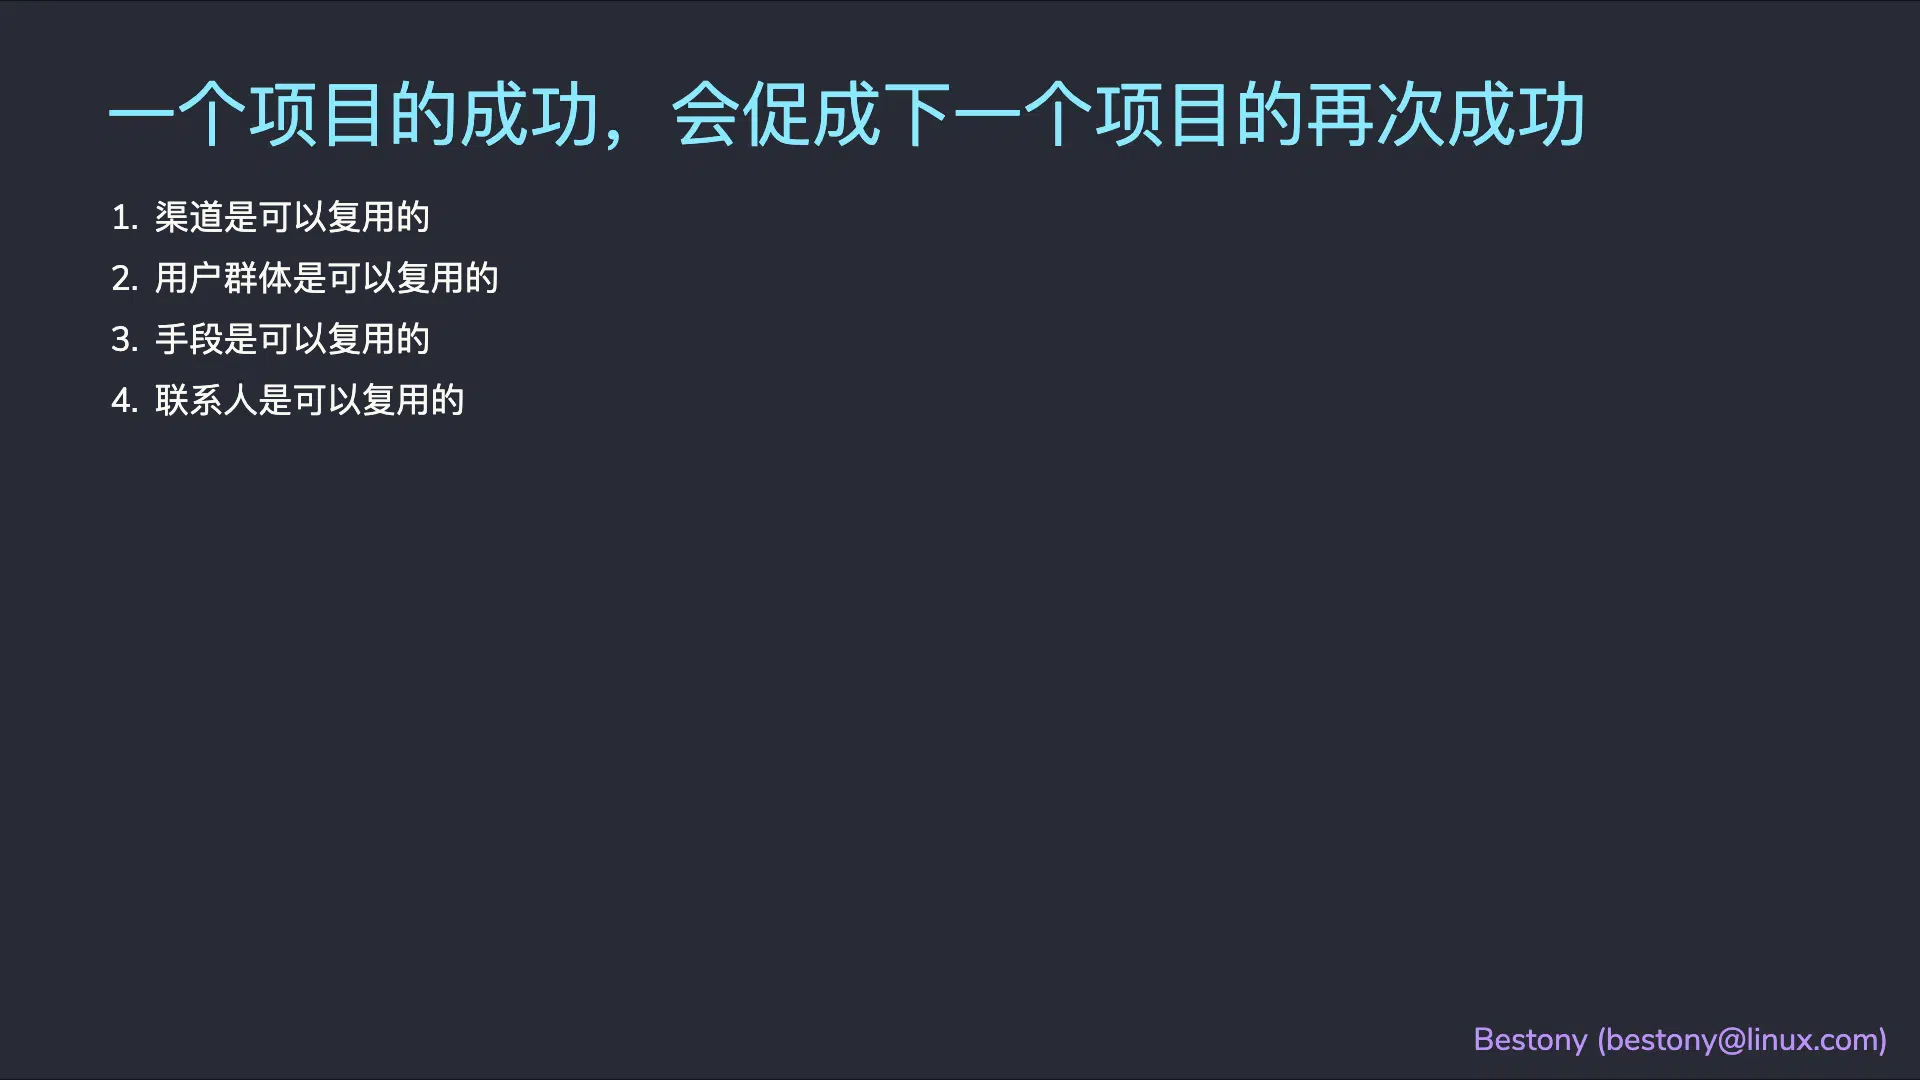 一个项目的成功，会促成下一个项目的再次成功
1. 渠道是可以复用的
2. 用户群体是可以复用的
3. 手段是可以复用的
4. 联系人是可以复用的
Bestony (bestony@linux.com)